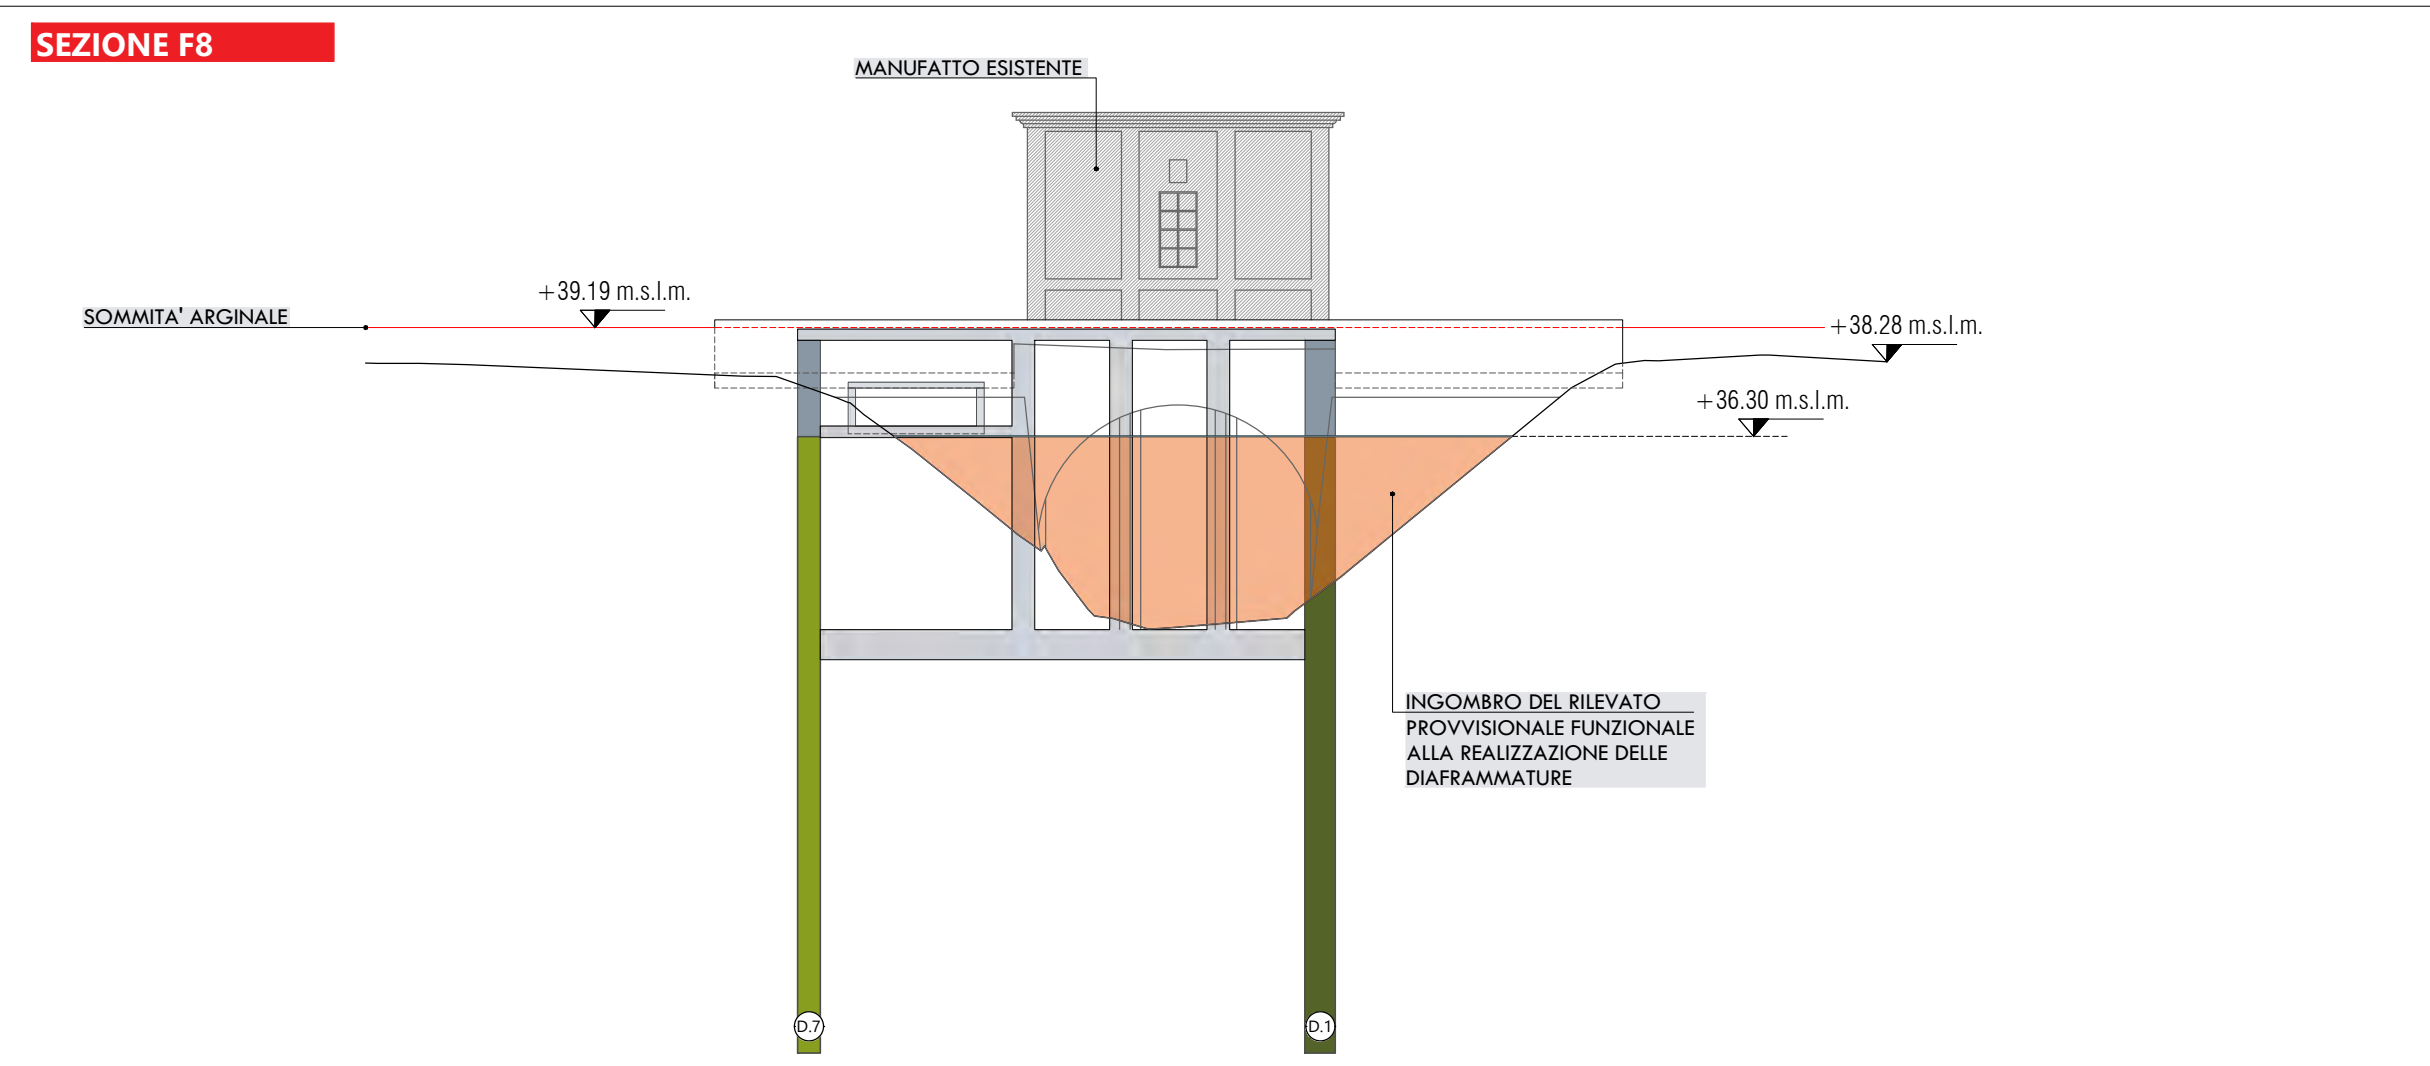 SEZIONE F8
MANUFATTO ESISTENTE
+39.19 m.s.l.m.
SOMMITA' ARGINALE
+38.28 m.s.l.m.
+36.30 m.s.l.m.
INGOMBRO DEL RILEVATO
PROVVISIONALE FUNZIONALE
ALLA REALIZZAZIONE DELLE
DIAFRAMMATURE
D.7
D.1